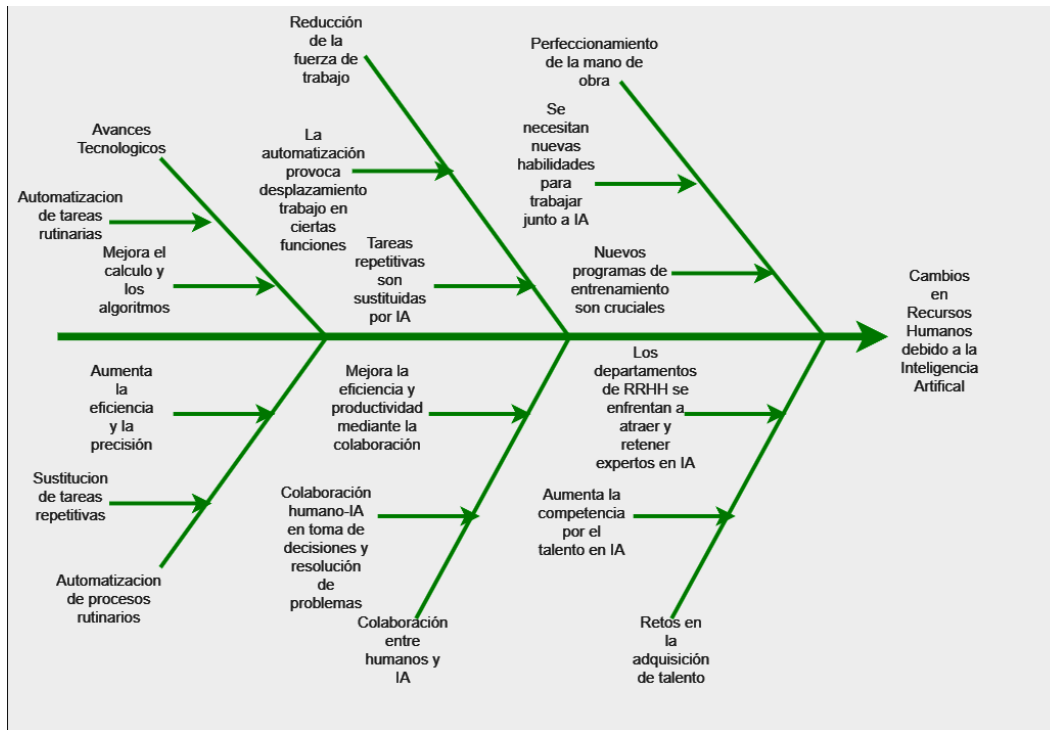 Reducción
de la
fuerza de
trabajo
Perfeccionamiento
de la mano de
obra
Avances
Tecnologicos
La
automatización
provoca
desplazamiento
trabajo en
ciertas
funciones
Se
necesitan
nuevas
habilidades
para
trabajar
junto a IA
Automatizacion
de tareas
rutinarias
Mejora el
calculo y
los
algoritmos
Tareas
repetitivas
son
sustituidas
por IA
Nuevos
programas de
entrenamiento
son cruciales
Cambios
en
Recursos
Humanos
debido a la
Inteligencia
Artifical
Aumenta
la
eficiencia
y la
precisión
Mejora la
eficiencia y
productividad
mediante la
colaboración
Los
departamentos
de RRHH se
enfrentan a
atraer y
retener
expertos en IA
Sustitucion
de tareas
repetitivas
Colaboración
humano-IA
en toma de
decisiones y
resolución
de
problemas
Aumenta la
competencia
por el
talento en IA
Automatizacion
de procesos
rutinarios
Colaboración
entre
humanos y
IA
Retos en
la
adquisición
de talento